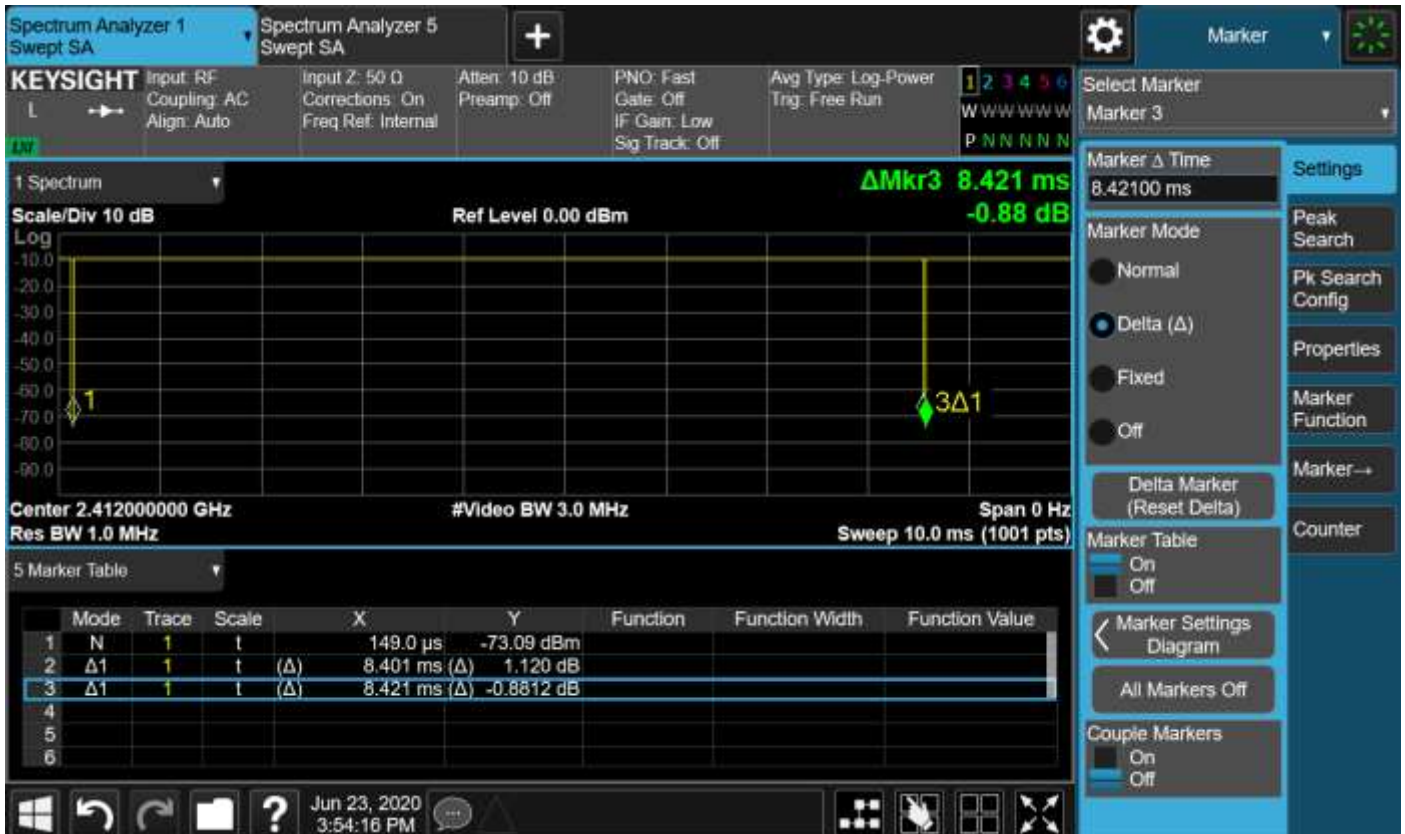 Spectrum Analyzer 1
Swept SA
Spectrum Analyzer 5
Swept SA
+
Marker
KEYSIGHT
L
LXI
Input: RF
Coupling: AC
Align: Auto
Input Z: 50 Ω
Corrections: On
Freq Ref: Internal
Atten: 10 dB
Preamp: Off
PNO: Fast
Gate: Off
IF Gain: Low
Sig Track: Off
Avg Type: Log-Power
Trig: Free Run
1 2 3 4 5 6
W W W W W W
P N N N N N
Select Marker
Marker 3
1 Spectrum
ΔMkr3 8.421 ms
-0.88 dB
Scale/Div 10 dB
Ref Level 0.00 dBm
Log
-10.0
-20.0
-30.0
-40.0
-50.0
-60.0
-70.0
-80.0
-90.0
1
3Δ1
Center 2.412000000 GHz
#Video BW 3.0 MHz
Span 0 Hz
Res BW 1.0 MHz
Sweep 10.0 ms (1001 pts)
5 Marker Table
Mode Trace Scale X Y Function Function Width Function Value
1 N 1 t 149.0 µs -73.09 dBm
2 Δ1 1 t (Δ) 8.401 ms (Δ) 1.120 dB
3 Δ1 1 t (Δ) 8.421 ms (Δ) -0.8812 dB
4
5
6
Marker Δ Time
8.42100 ms
Marker Mode
Normal
Delta (Δ)
Fixed
Off
Delta Marker
(Reset Delta)
Marker Table
On
Off
Marker Settings
Diagram
All Markers Off
Couple Markers
On
Off
Settings
Peak
Search
Pk Search
Config
Properties
Marker
Function
Marker→
Counter
?
Jun 23, 2020
3:54:16 PM